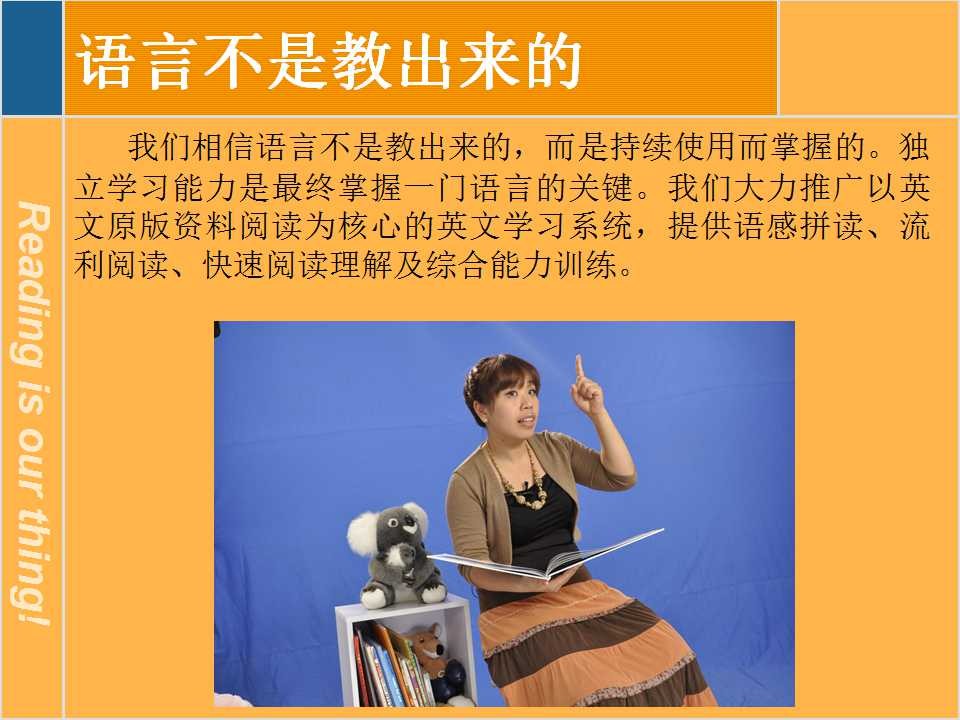 语言不是教出来的
我们相信语言不是教出来的，而是持续使用而掌握的。独
立学习能力是最终掌握一门语言的关键。我们大力推广以英
文原版资料阅读为核心的英文学习系统，提供语感拼读、流
利阅读、快速阅读理解及综合能力训练。
Reading is our thing!